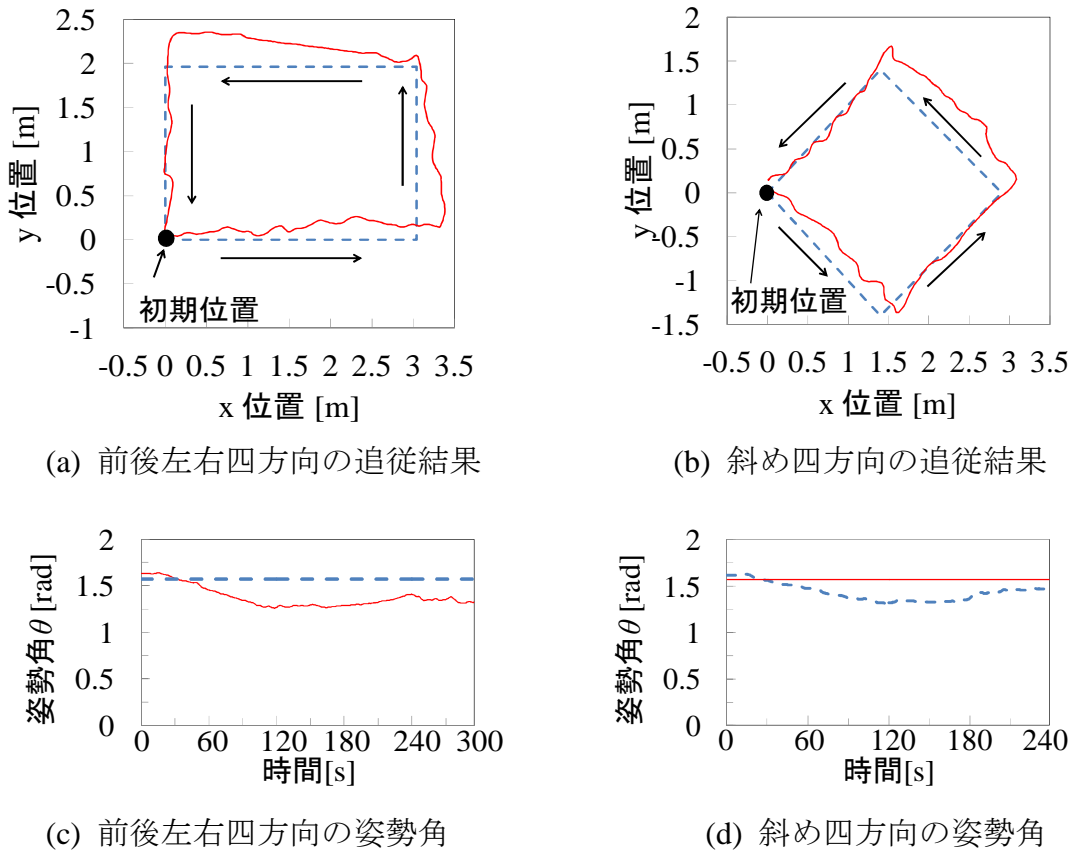 2.5
2
1.5
1
0.5
0
-0.5
-1
y 位置 [m]
初期位置
-0.5 0 0.5 1 1.5 2 2.5 3 3.5
x 位置 [m]
(a) 前後左右四方向の追従結果
2
1.5
1
0.5
0
-0.5
-1
-1.5
y 位置 [m]
初期位置
-0.5 0 0.5 1 1.5 2 2.5 3 3.5
x 位置 [m]
(b) 斜め四方向の追従結果
2
1.5
1
0.5
0
姿勢角θ [rad]
0 60 120 180 240 300
時間[s]
(c) 前後左右四方向の姿勢角
2
1.5
1
0.5
0
姿勢角θ [rad]
0 60 120 180 240
時間[s]
(d) 斜め四方向の姿勢角